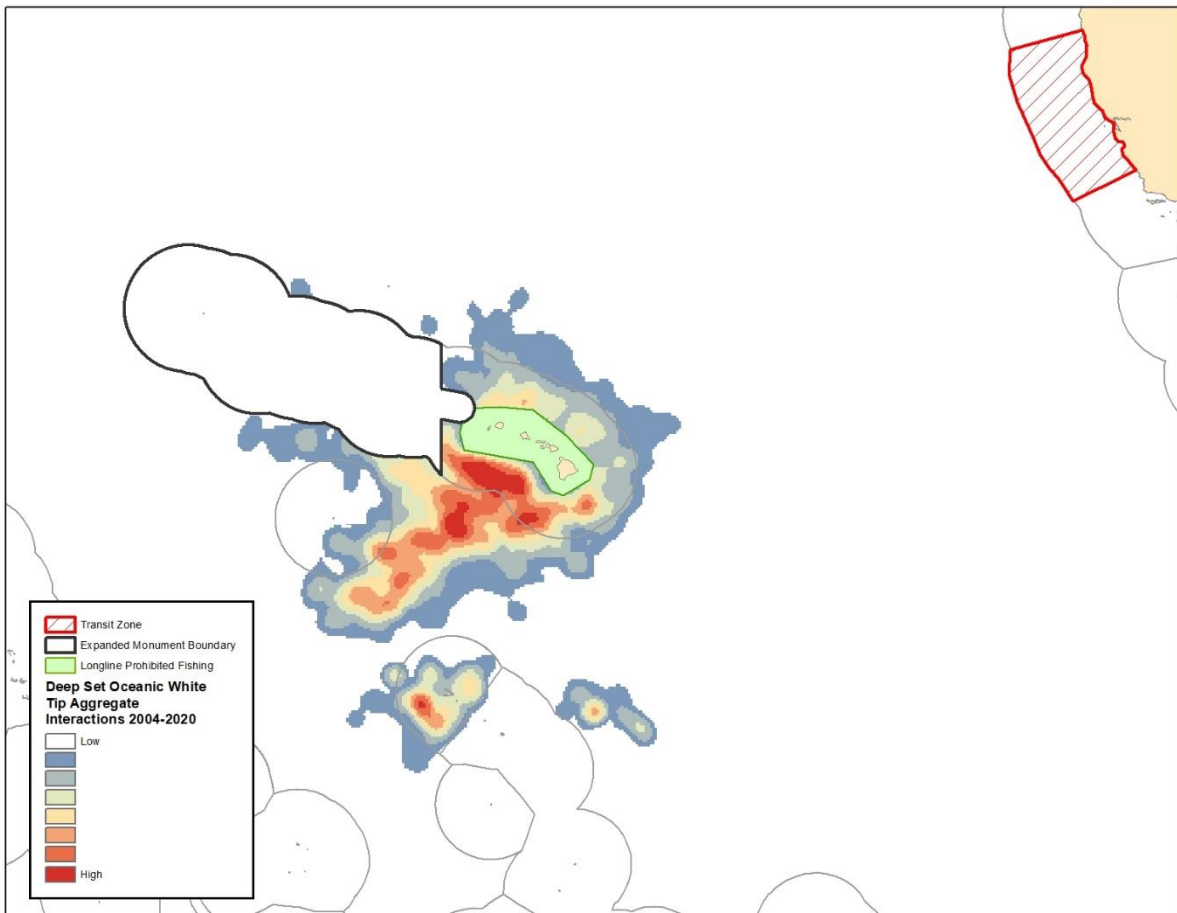 Transit Zone
Expanded Monument Boundary
Longline Prohibited Fishing
Deep Set Oceanic White
Tip Aggregate
Interactions 2004-2020
Low
High